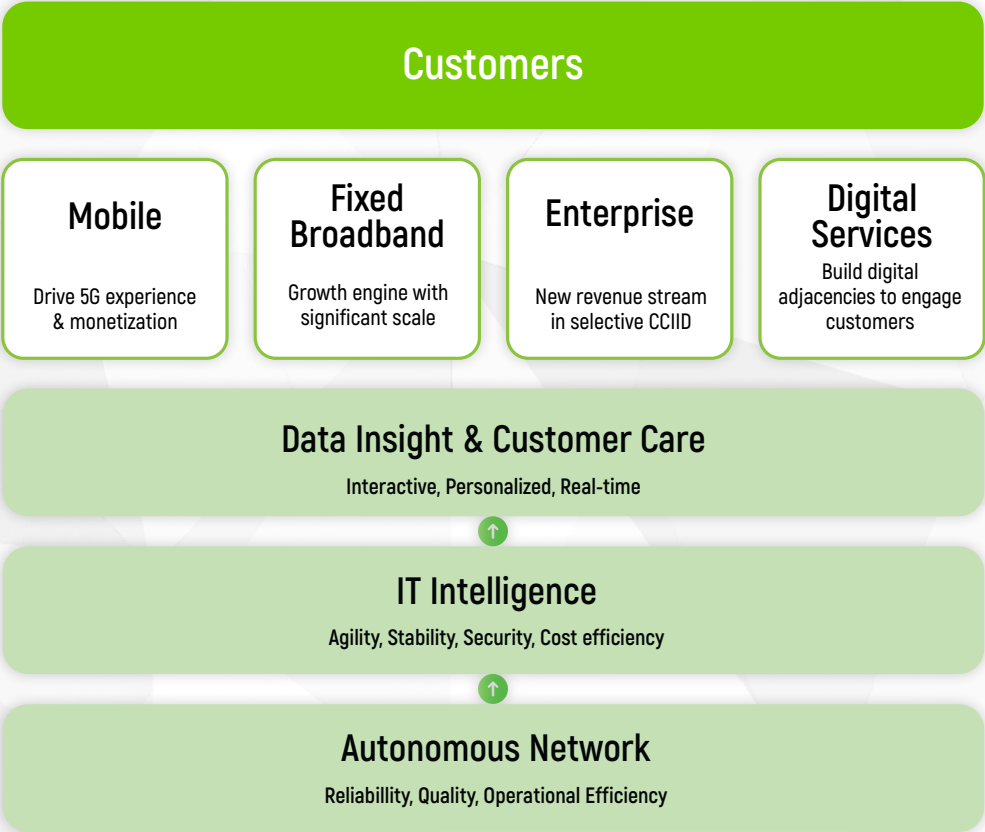 Customers
Mobile
Drive 5G experience
& monetization
Fixed
Broadband
Growth engine with
significant scale
Enterprise
New revenue stream
in selective CCIID
Digital
Services
Build digital
adjacencies to engage
customers
Data Insight & Customer Care
Interactive, Personalized, Real-time
IT Intelligence
Agility, Stability, Security, Cost efficiency
Autonomous Network
Reliabillity, Quality, Operational Efficiency